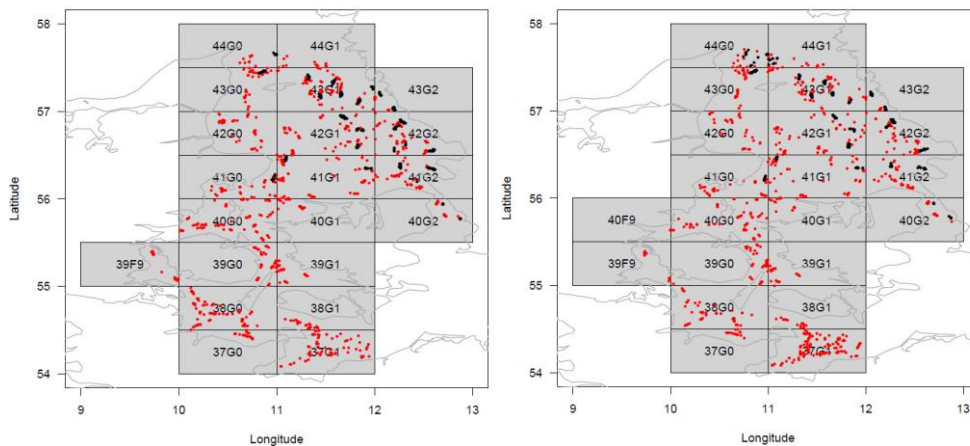 58
57
56
55
54
Latitude
44G0 44G1
43G0 43G1 43G2
42G0 42G1 42G2
41G0 41G1 41G2
40G0 40G1 40G2
39F9 39G0 39G1
38G0 38G1
37G0 37G1
9 10 11 12 13
Longitude
58
57
56
55
54
Latitude
44G0 44G1
43G0 43G1 43G2
42G0 42G1 42G2
41G0 41G1 41G2
40F9 40G0 40G1 40G2
39F9 39G0 39G1
38G0 38G1
37G0 37G1
9 10 11 12 13
Longitude